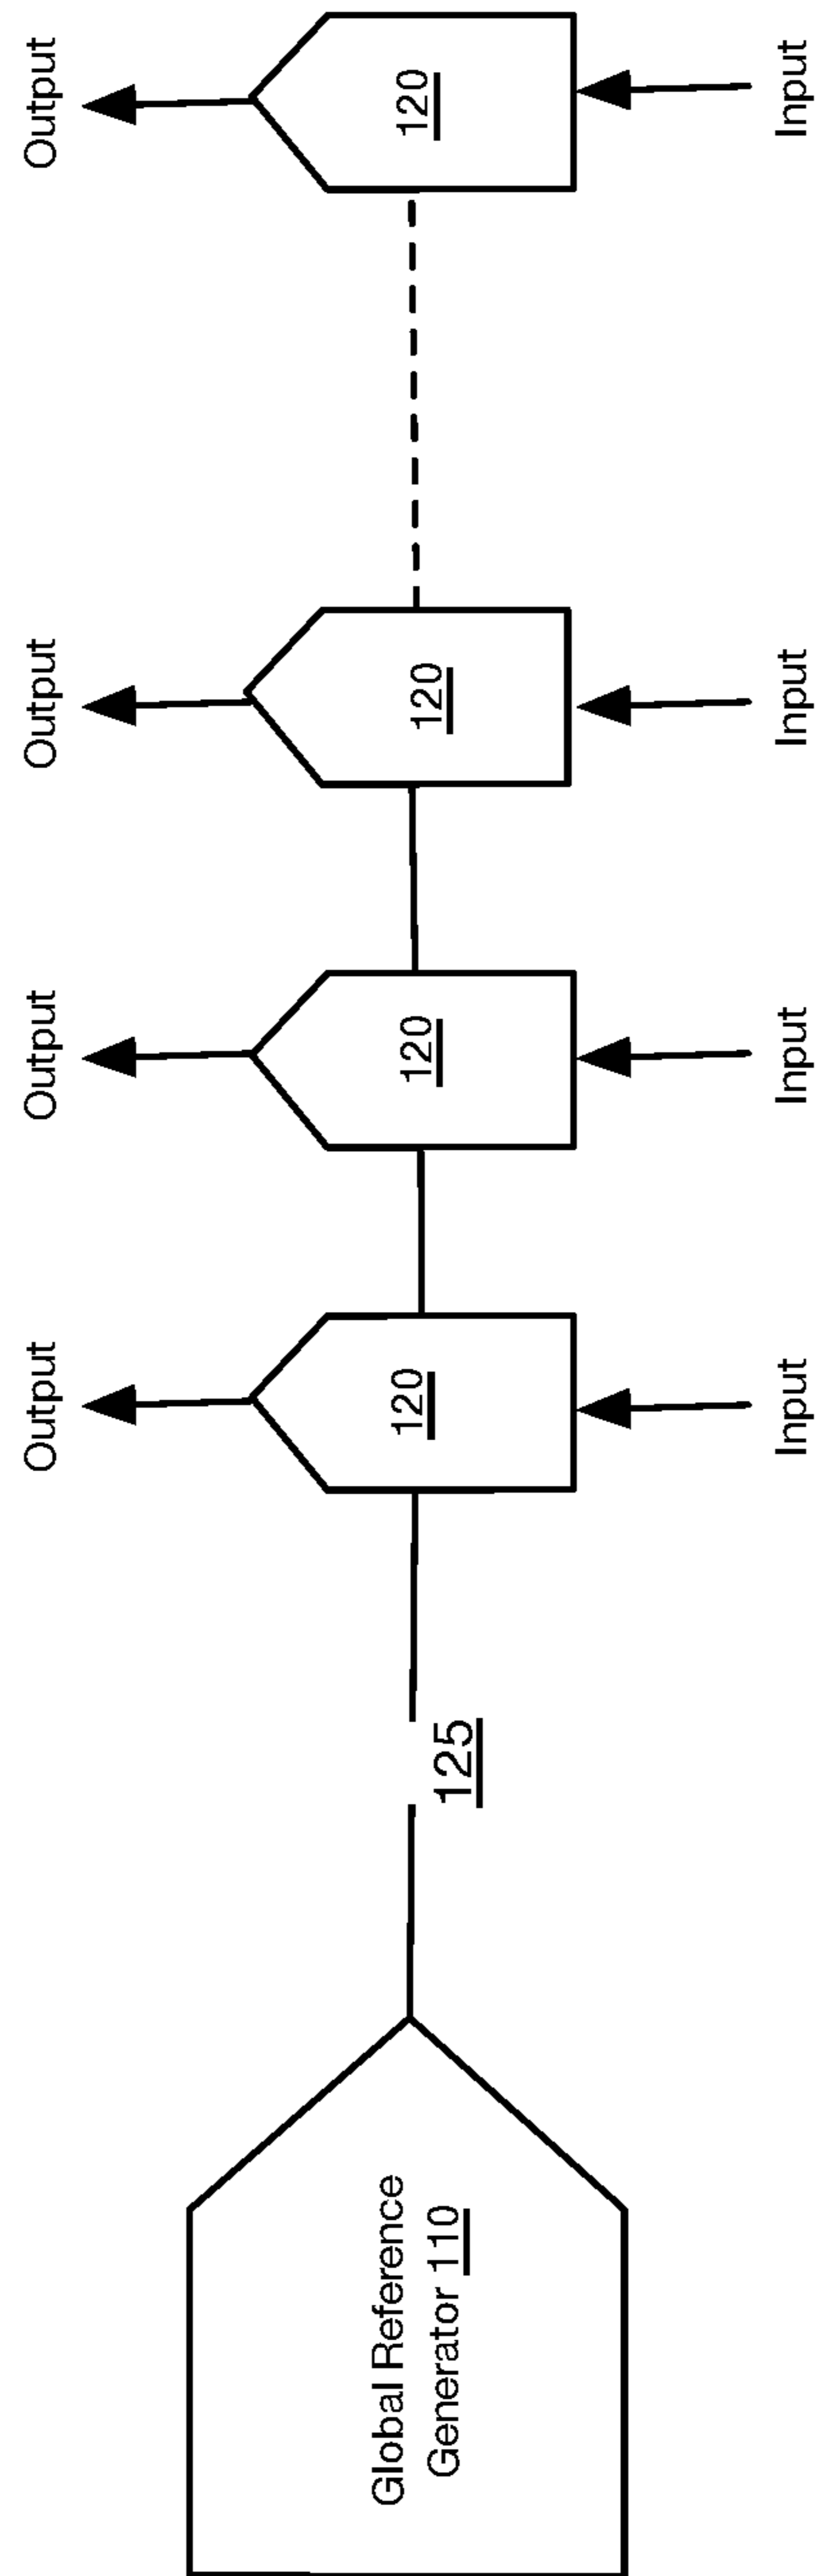 Output
Output
Output
Output
120
120
120
120
Input
Input
Input
Input
125
Global Reference
Generator 110